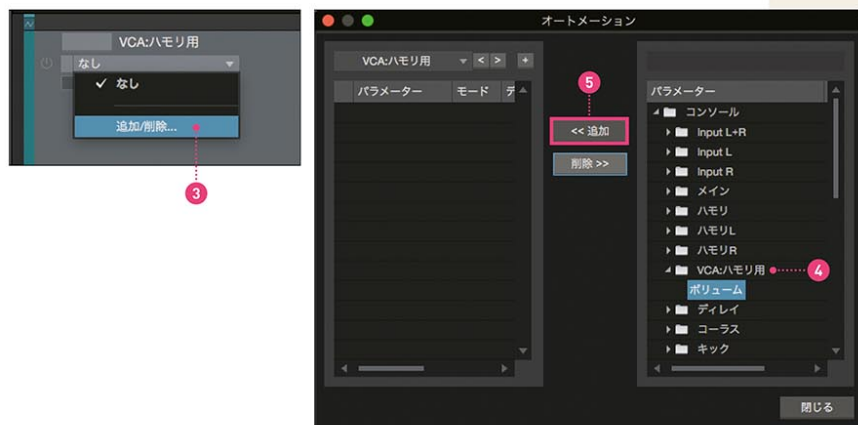 VCA:ハモリ用
なし
✓ なし
追加/削除...
3
オートメーション
VCA:ハモリ用
< >
+
パラメーター
モード
デ
5
<< 追加
削除 >>
パラメーター
コンソール
Input L+R
Input L
Input R
メイン
ハモリ
ハモリL
ハモリR
VCA:ハモリ用
4
ボリューム
ディレイ
コーラス
キック
閉じる